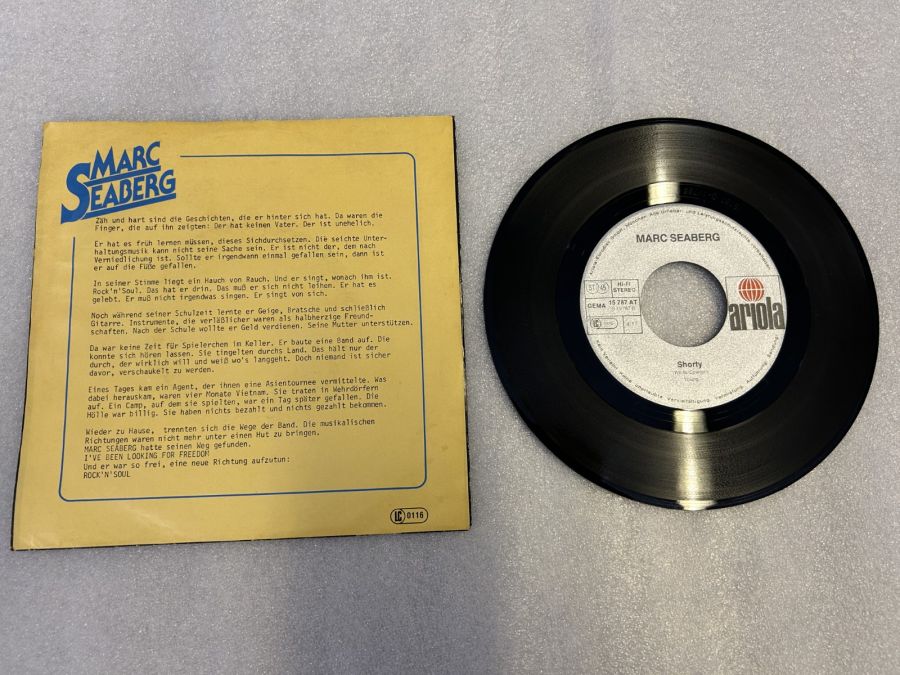 MARC
SEABERG
Zäh und hart sind die Geschichten, die er hinter sich hat. Da waren die
Finger, die auf ihn zeigten: Der hat keinen Vater. Der ist unehelich.
Er hat es früh lernen müssen, dieses Sichdurchsetzen. Die seichte Unter-
haltungsmusik kann nicht seine Sache sein. Er ist nicht der, den nach
Verniedlichung ist. Sollte er irgendwann einmal gefallen sein, dann ist
er auf die Füße gefallen.
In seiner Stimme liegt ein Hauch von Rauch. Und er singt, wonach ihm ist.
Rock'n'Soul. Das hat er drin. Das muß er sich nicht leihen. Er hat es
gelebt. Er muß nicht irgendwas singen. Er singt von sich.
Noch während seiner Schulzeit lernte er Geige, Bratsche und schließlich
Gitarre. Instrumente, die verläßlicher waren als halbherzige Freund-
schaften. Nach der Schule wollte er Geld verdienen. Seine Mutter unterstützen.
Da war keine Zeit für Spielerchen im Keller. Er baute eine Band auf. Die
konnte sich hören lassen. Sie tingelten durchs Land. Das hält nur der
durch, der wirklich will und weiß wo's langgeht. Doch niemand ist sicher
davor, verschaukelt zu werden.
Eines Tages kam ein Agent, der ihnen eine Asientournee vermittelte. Was
dabei herauskam, waren vier Monate Vietnam. Sie traten in Wehrdörfern
auf. Ein Camp, auf dem sie spielten, war ein Tag später gefallen. Die
Hölle war billig. Sie haben nichts bezahlt und nichts gezahlt bekommen.
Wieder zu Hause, trennten sich die Wege der Band. Die musikalischen
Richtungen waren nicht mehr unter einen Hut zu bringen.
MARC SEABERG hatte seinen Weg gefunden.
I'VE BEEN LOOKING FOR FREEDOM
Und er war so frei, eine neue Richtung aufzutun:
ROCK'N'SOUL
LC 0116
MARC SEABERG
ST 45
HI-FI
STEREO
GEMA
15 787 AT
LC
ariola
Shorty